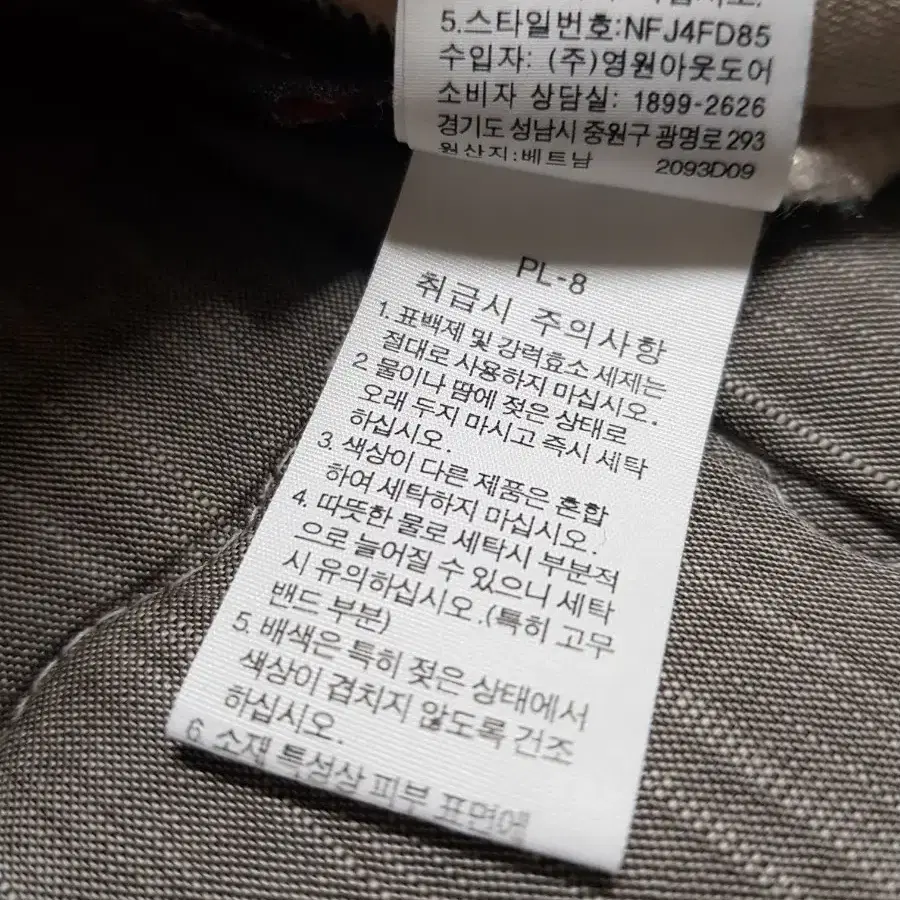 5.스타일번호:NFJ4FD85
수입자: (주)영원아웃도어
소비자 상담실: 1899-2626
경기도 성남시 중원구 광명로 293
원산지:베트남 2093D09
PL-8
취급시 주의사항
1. 표백제 및 강력효소 세제는
절대로 사용하지 마십시오.
2 물이나 땀에 젖은 상태로
오래 두지 마시고 즉시 세탁
하십시오.
3. 색상이 다른 제품은 혼합
하여 세탁하지 마십시오.
4. 따뜻한 물로 세탁시 부분적
으로 늘어질 수 있으니 세탁
시 유의하십시오.(특히 고무
밴드 부분)
5. 배색은 특히 젖은 상태에서
색상이 겹치지 않도록 건조
하십시오.
6 소재 특성상 피부 표면에